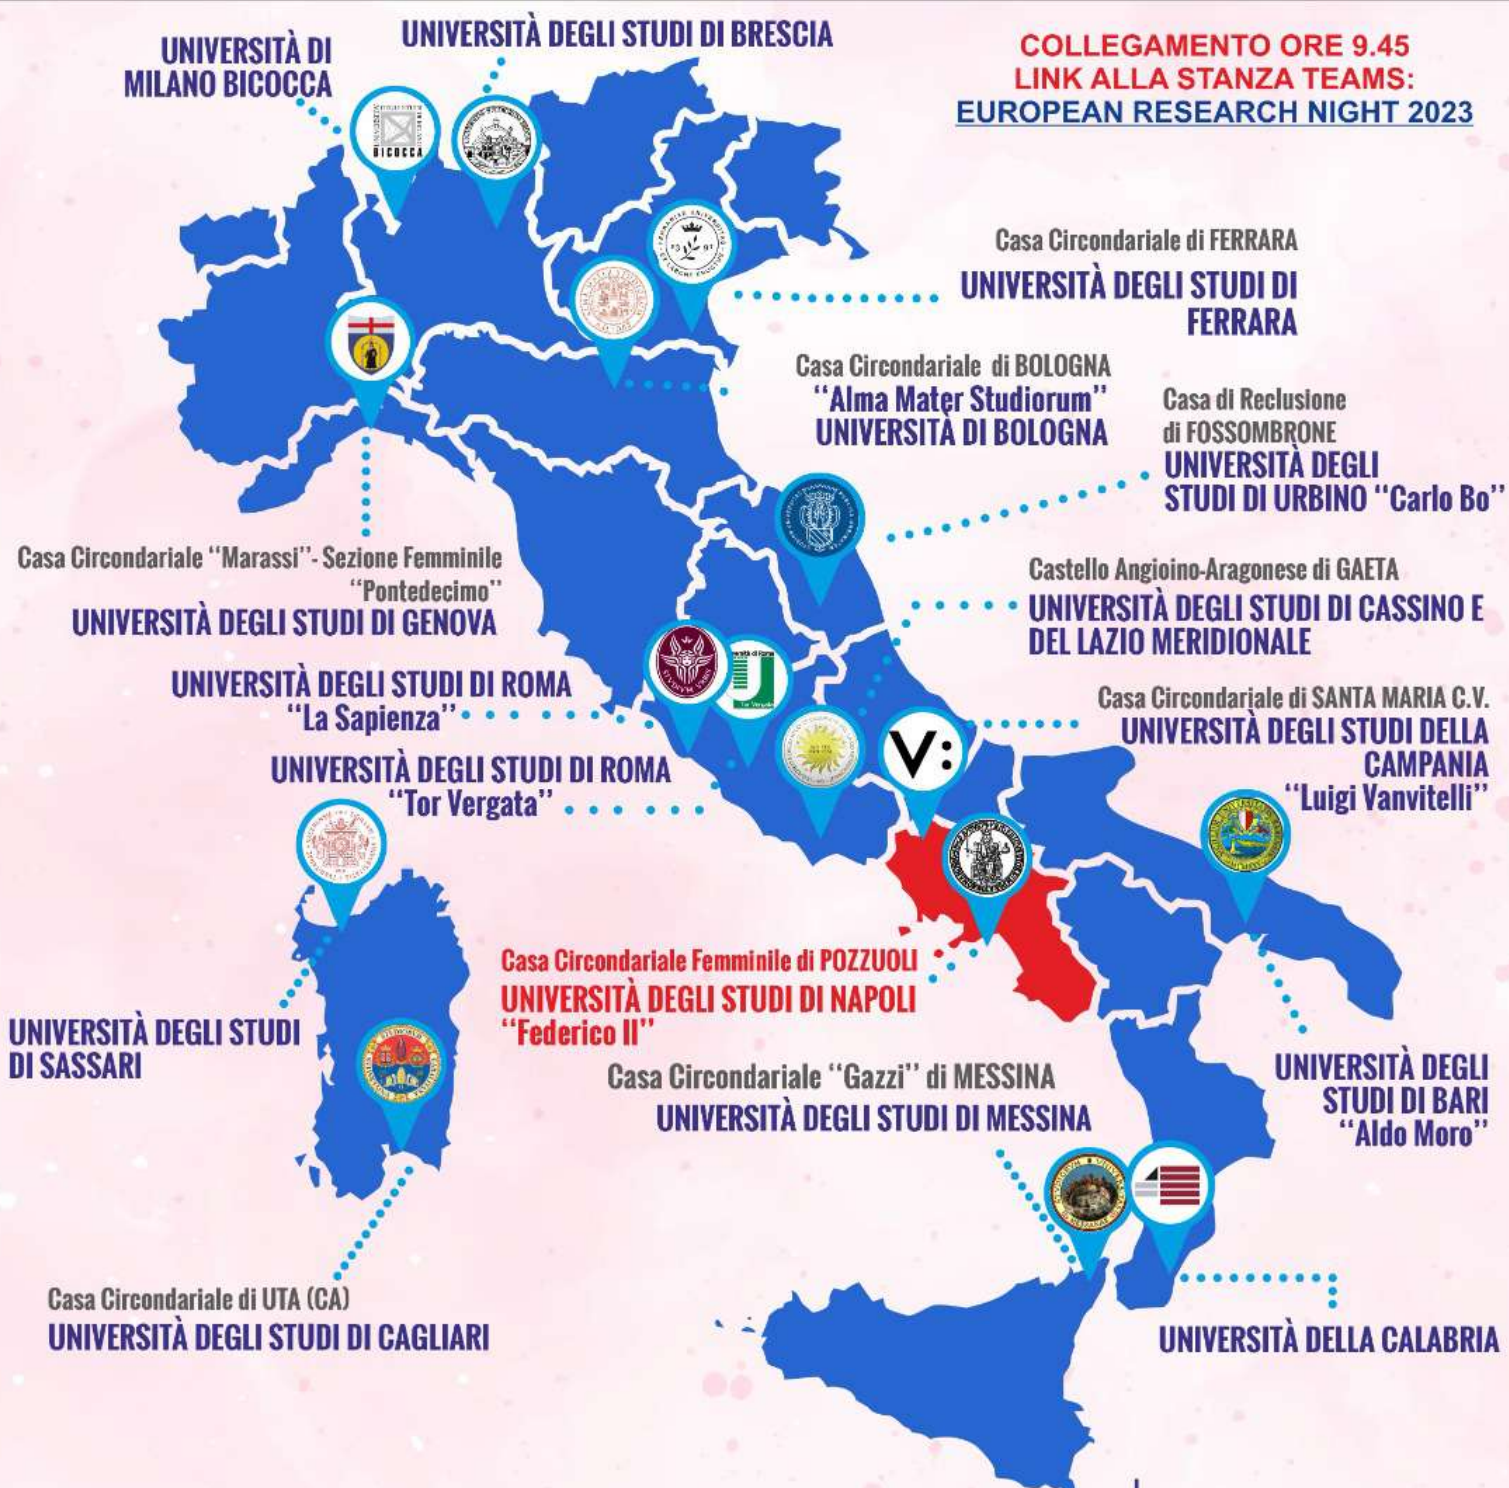 UNIVERSITÀ DI
MILANO BICOCCA
UNIVERSITÀ DEGLI STUDI DI BRESCIA
COLLEGAMENTO ORE 9.45
LINK ALLA STANZA TEAMS:
EUROPEAN RESEARCH NIGHT 2023
BICOCCA
Casa Circondariale di FERRARA
UNIVERSITÀ DEGLI STUDI DI
FERRARA
Casa Circondariale di BOLOGNA
“Alma Mater Studiorum”
UNIVERSITÀ DI BOLOGNA
Casa di Reclusione
di FOSSOMBRONE
UNIVERSITÀ DEGLI
STUDI DI URBINO “Carlo Bo”
Casa Circondariale “Marassi”- Sezione Femminile
“Pontedecimo”
UNIVERSITÀ DEGLI STUDI DI GENOVA
Castello Angioino-Aragonese di GAETA
UNIVERSITÀ DEGLI STUDI DI CASSINO E
DEL LAZIO MERIDIONALE
UNIVERSITÀ DEGLI STUDI DI ROMA
“La Sapienza”
STVDIVM VRBIS
Tor Vergata
Casa Circondariale di SANTA MARIA C.V.
UNIVERSITÀ DEGLI STUDI DELLA
CAMPANIA
“Luigi Vanvitelli”
V:
UNIVERSITÀ DEGLI STUDI DI ROMA
“Tor Vergata”
Casa Circondariale Femminile di POZZUOLI
UNIVERSITÀ DEGLI STUDI DI NAPOLI
“Federico II”
UNIVERSITÀ DEGLI STUDI
DI SASSARI
Casa Circondariale “Gazzi” di MESSINA
UNIVERSITÀ DEGLI STUDI DI MESSINA
UNIVERSITÀ DEGLI
STUDI DI BARI
“Aldo Moro”
Casa Circondariale di UTA (CA)
UNIVERSITÀ DEGLI STUDI DI CAGLIARI
UNIVERSITÀ DELLA CALABRIA